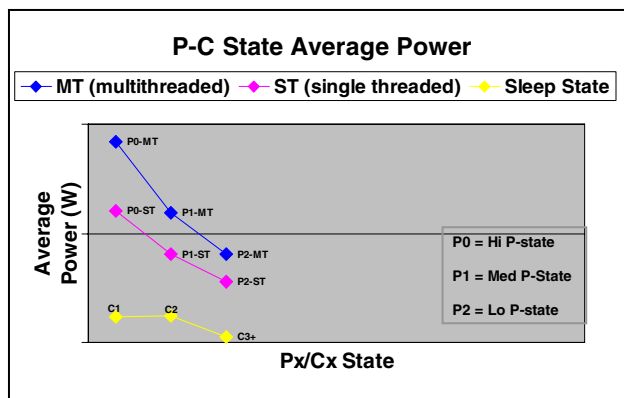 P-C State Average Power
MT (multithreaded) ST (single threaded) Sleep State
P0-MT
P0-ST
P1-MT
P1-ST
P2-MT
P2-ST
C1
C2
C3+
P0 = Hi P-state
P1 = Med P-State
P2 = Lo P-state
Average
Power (W)
Px/Cx State